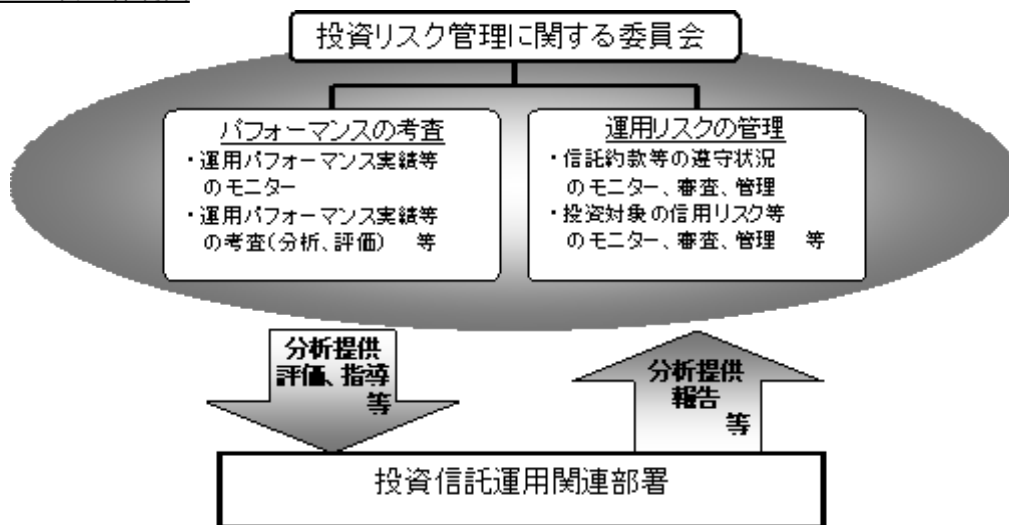 投資リスク管理に関する委員会
パフォーマンスの考査
・運用パフォーマンス実績等
のモニター
・運用パフォーマンス実績等
の考査(分析、評価) 等
運用リスクの管理
・信託約款等の遵守状況
のモニター、審査、管理
・投資対象の信用リスク等
のモニター、審査、管理 等
分析提供
評価、指導
等
分析提供
報告
等
投資信託運用関連部署